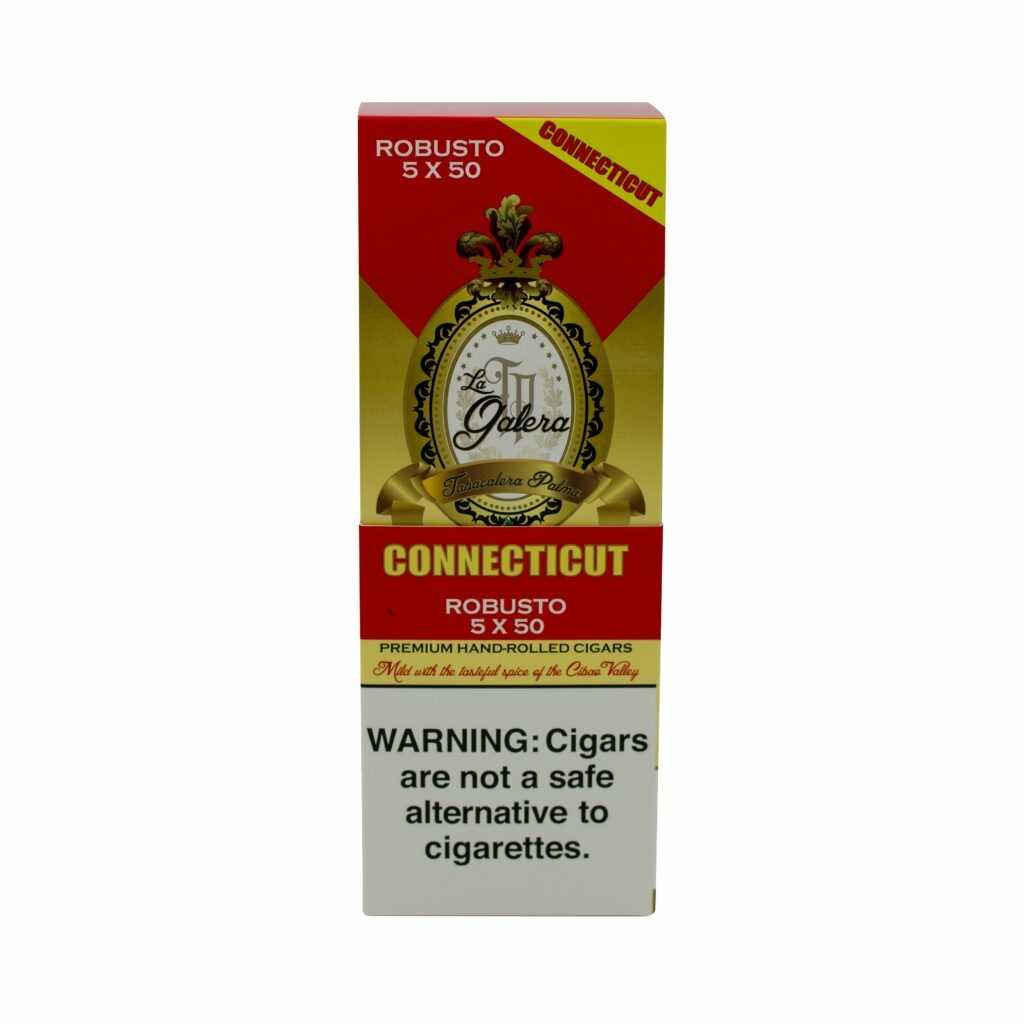 ROBUSTO
5 X 50
CONNECTICUT
TP
La
Galera
Tabacalera Palma
CONNECTICUT
ROBUSTO
5 X 50
PREMIUM HAND-ROLLED CIGARS
Mild with the tasteful spice of the Cibao Valley
WARNING: Cigars
are not a safe
alternative to
cigarettes.